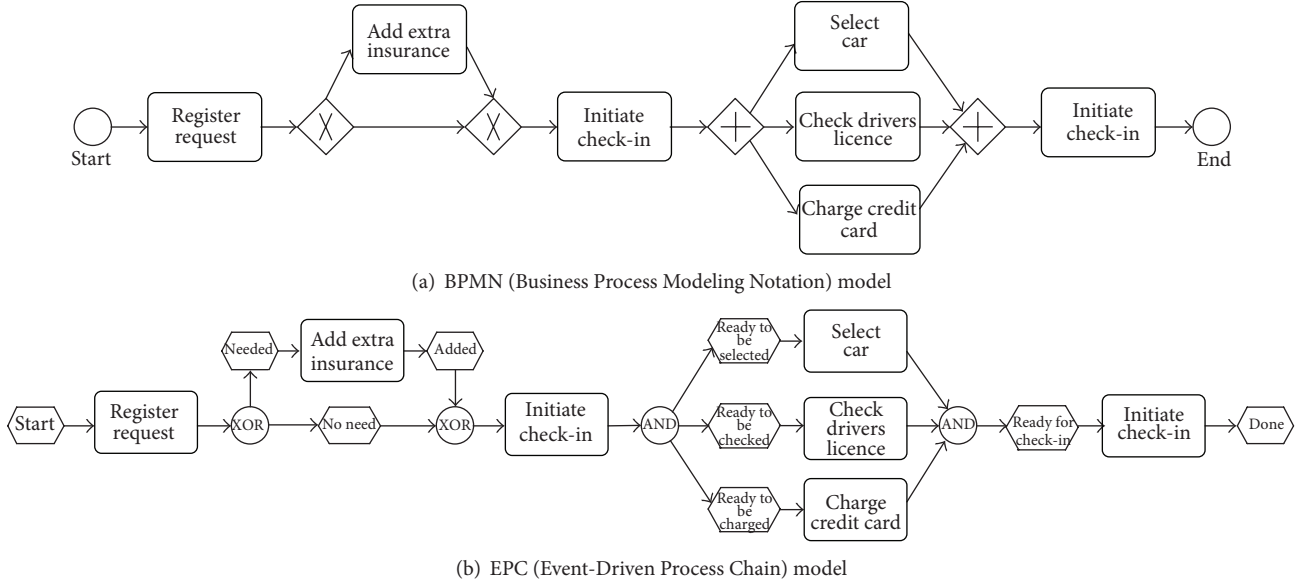 Add extra
insurance
Select
car
Register
request
Initiate
check-in
Check drivers
licence
Initiate
check-in
Start
End
Charge credit
card
(a) BPMN (Business Process Modeling Notation) model
Needed
Add extra
insurance
Added
Ready to
be
selected
Select
car
Start
Register
request
XOR
No need
XOR
Initiate
check-in
AND
Ready to
be
checked
Check
drivers
licence
AND
Ready for
check-in
Initiate
check-in
Done
Ready to
be
charged
Charge
credit card
(b) EPC (Event-Driven Process Chain) model